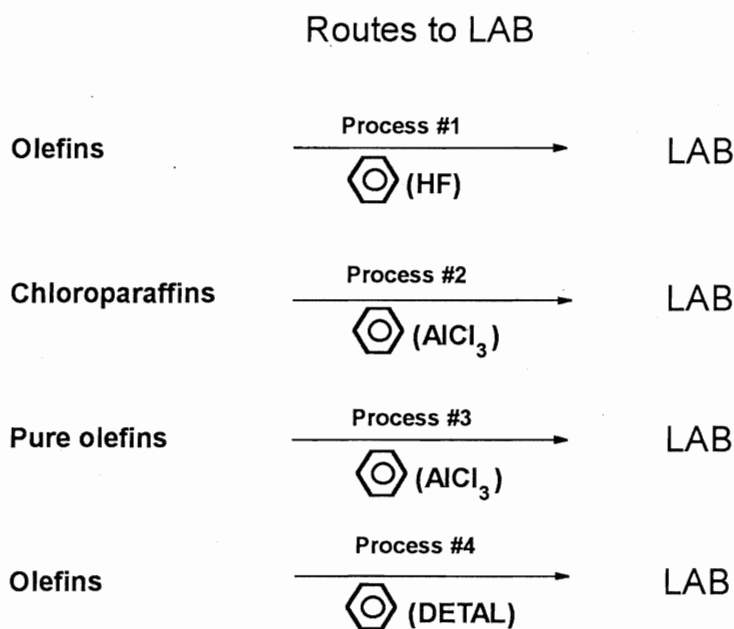 Routes to LAB
Process #1
Olefins LAB
(HF)
Process #2
Chloroparaffins LAB
(AlCl₃)
Process #3
Pure olefins LAB
(AlCl₃)
Process #4
Olefins LAB
(DETAL)